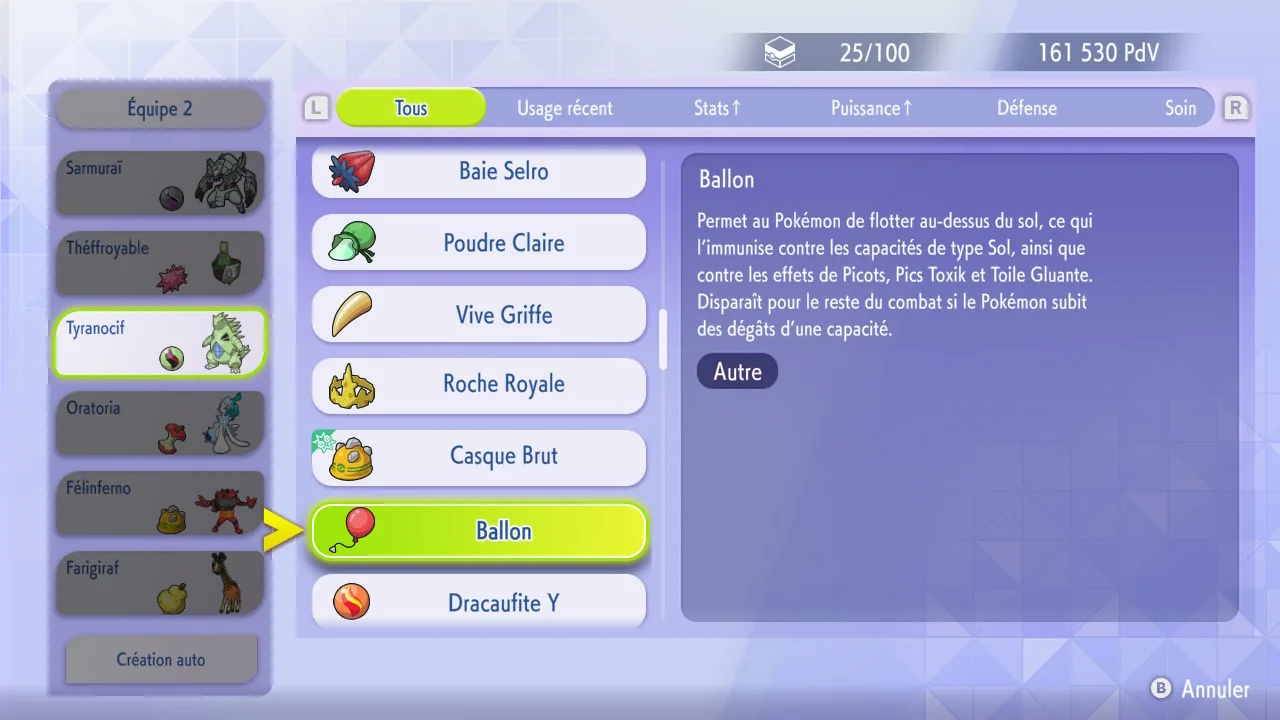 25/100
161 530 PdV
Équipe 2
L
Tous
Usage récent
Stats↑
Puissance↑
Défense
Soin
R
Sarmuraï
Théffroyable
Tyranocif
Oratoria
Félinferno
Farigiraf
Création auto
Baie Selro
Poudre Claire
Vive Griffe
Roche Royale
Casque Brut
Ballon
Dracaufite Y
Ballon
Permet au Pokémon de flotter au-dessus du sol, ce qui
l'immunise contre les capacités de type Sol, ainsi que
contre les effets de Picots, Pics Toxik et Toile Gluante.
Disparaît pour le reste du combat si le Pokémon subit
des dégâts d'une capacité.
Autre
B Annuler